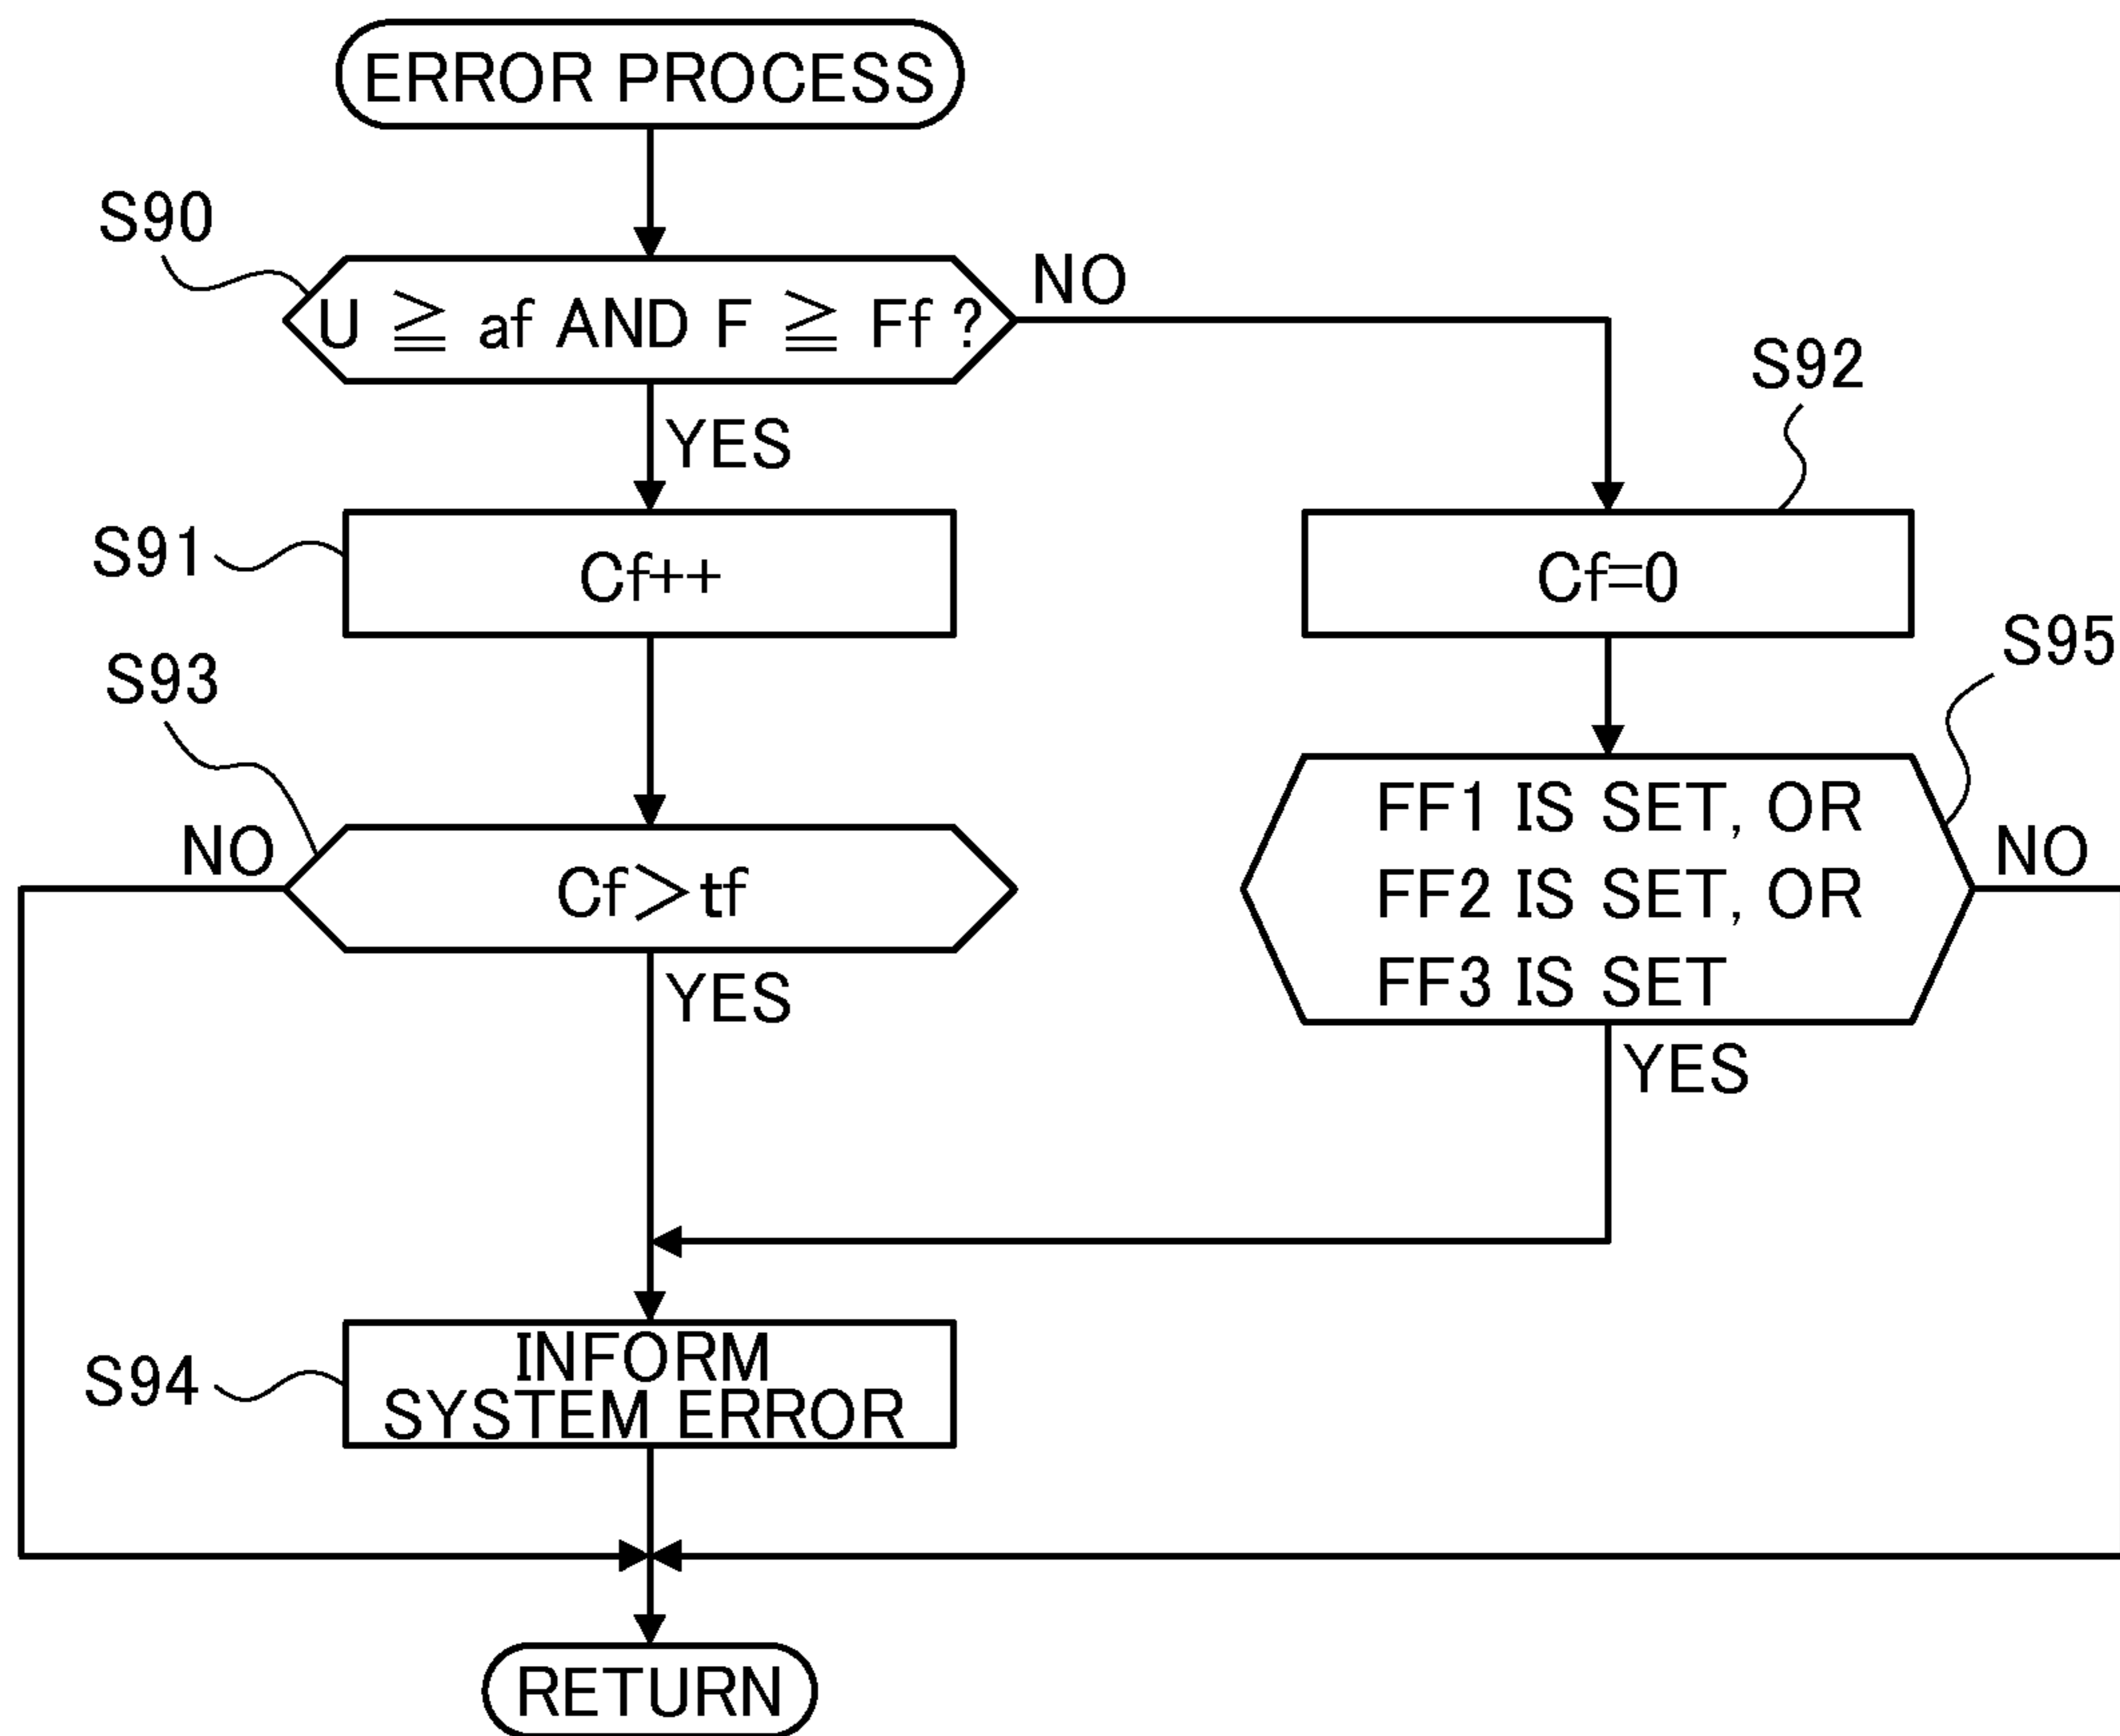 ERROR PROCESS
S90
U ≧ af AND F ≧ Ff ?
NO
YES
S92
S91
Cf++
Cf=0
S93
S95
NO
Cf＞tf
FF1 IS SET, OR
FF2 IS SET, OR
FF3 IS SET
NO
YES
YES
S94
INFORM
SYSTEM ERROR
RETURN